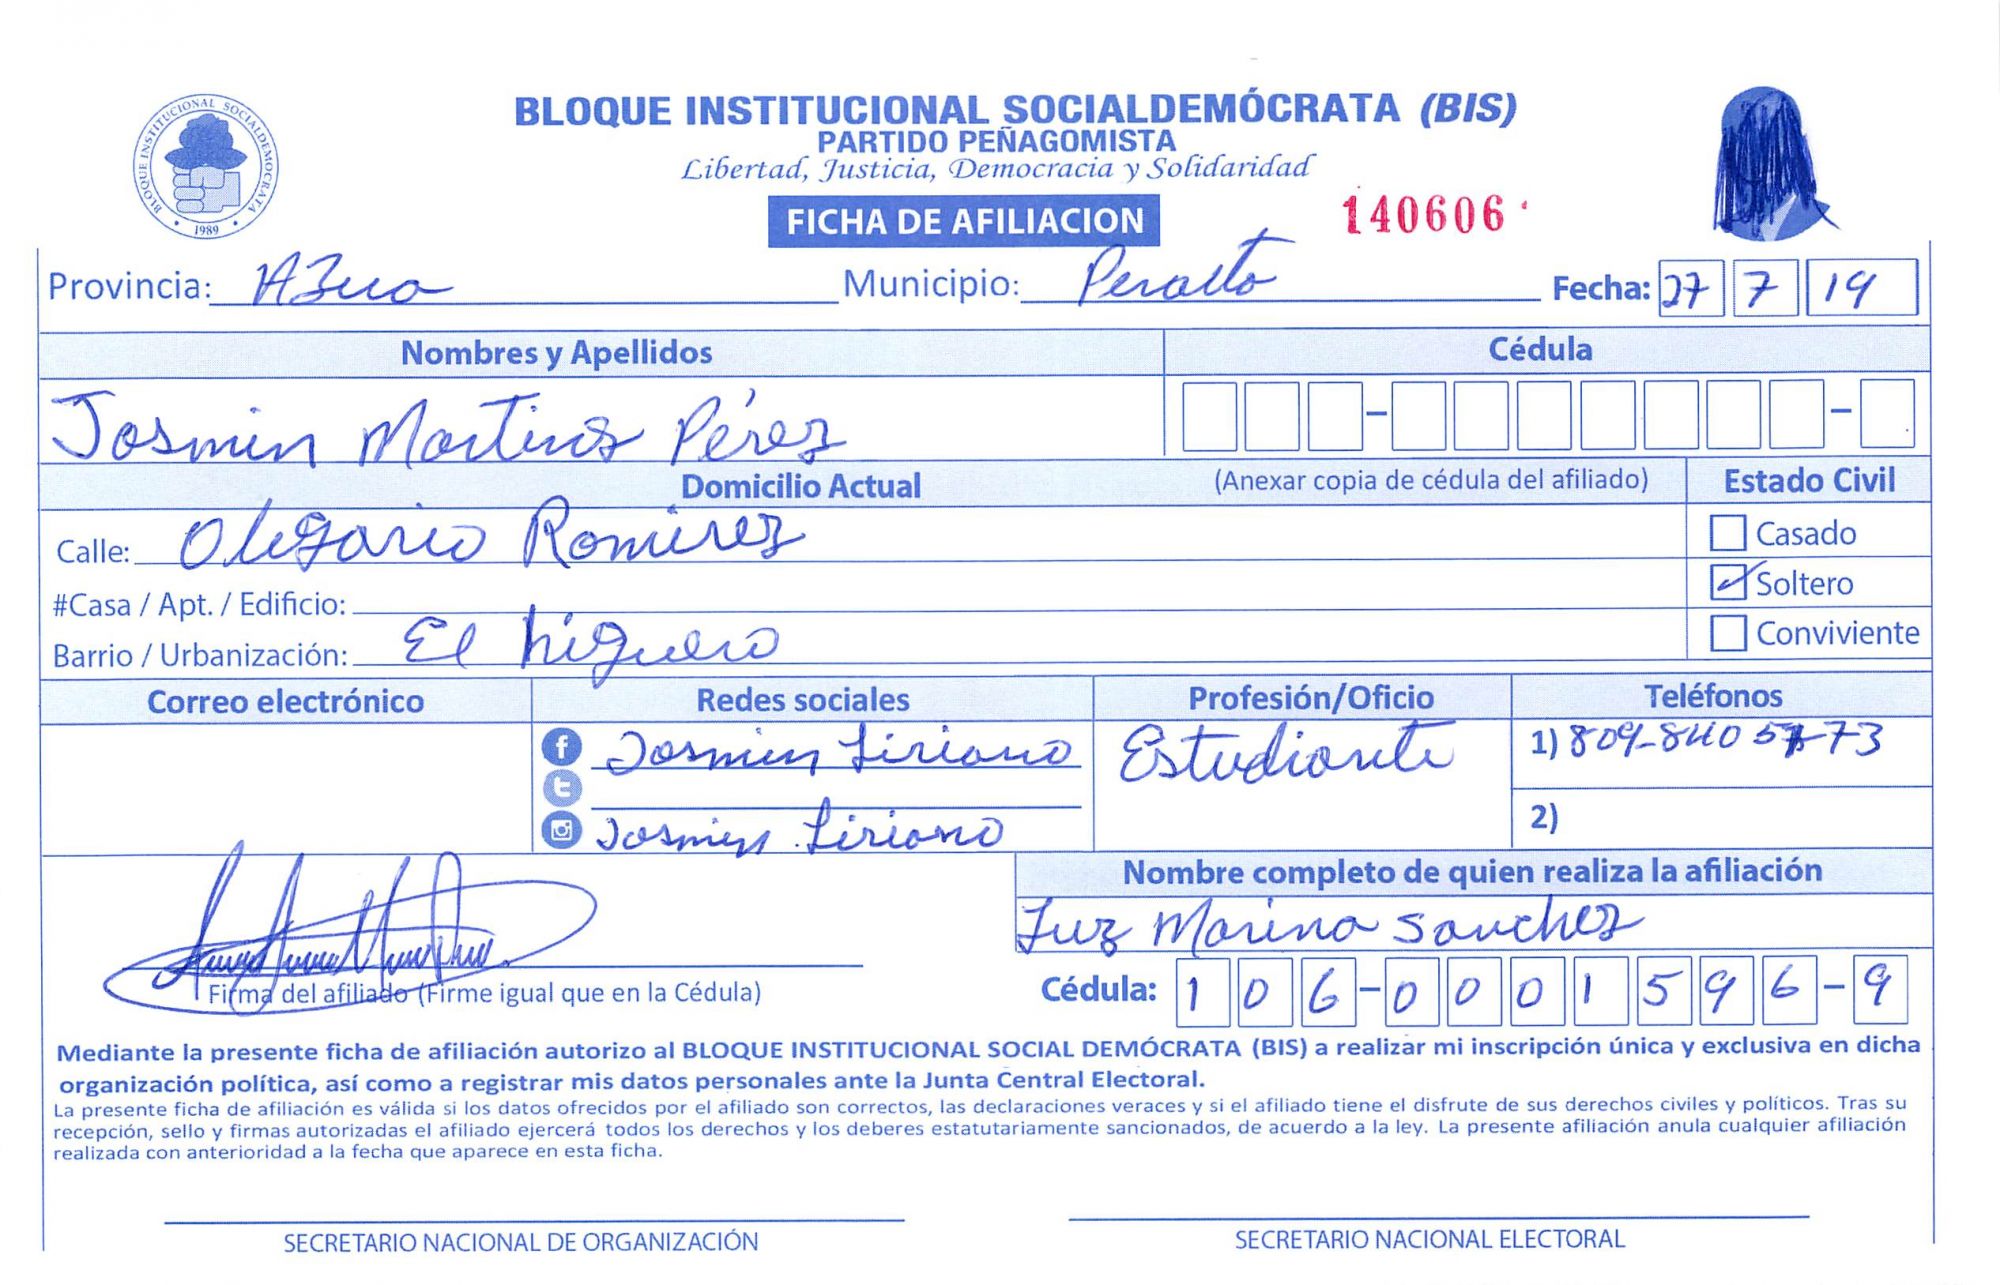 BLOQUE INSTITUCIONAL SOCIALDEMOCRATA
1989
BLOQUE INSTITUCIONAL SOCIALDEMÓCRATA (BIS)
PARTIDO PEÑAGOMISTA
Libertad, Justicia, Democracia y Solidaridad
FICHA DE AFILIACION 140606
Provincia: AZua Municipio: Peralta Fecha: 27 7 19
Nombres y Apellidos Cédula
Josmin Martins Pérez
Domicilio Actual (Anexar copia de cédula del afiliado) Estado Civil
Calle: Olegario Ramirez Casado
#Casa / Apt. / Edificio: Soltero
Barrio / Urbanización: El higuero Conviviente
Correo electrónico Redes sociales Profesión/Oficio Teléfonos
Josmin Liriano Estudiante 1) 809-840 5773
Josmin Liriano 2)
Nombre completo de quien realiza la afiliación
Luz Marina Sanchez
Firma del afiliado (Firme igual que en la Cédula) Cédula: 106-0001596-9
Mediante la presente ficha de afiliación autorizo al BLOQUE INSTITUCIONAL SOCIAL DEMÓCRATA (BIS) a realizar mi inscripción única y exclusiva en dicha
organización política, así como a registrar mis datos personales ante la Junta Central Electoral.
La presente ficha de afiliación es válida si los datos ofrecidos por el afiliado son correctos, las declaraciones veraces y si el afiliado tiene el disfrute de sus derechos civiles y políticos. Tras su
recepción, sello y firmas autorizadas el afiliado ejercerá todos los derechos y los deberes estatutariamente sancionados, de acuerdo a la ley. La presente afiliación anula cualquier afiliación
realizada con anterioridad a la fecha que aparece en esta ficha.
SECRETARIO NACIONAL DE ORGANIZACIÓN SECRETARIO NACIONAL ELECTORAL